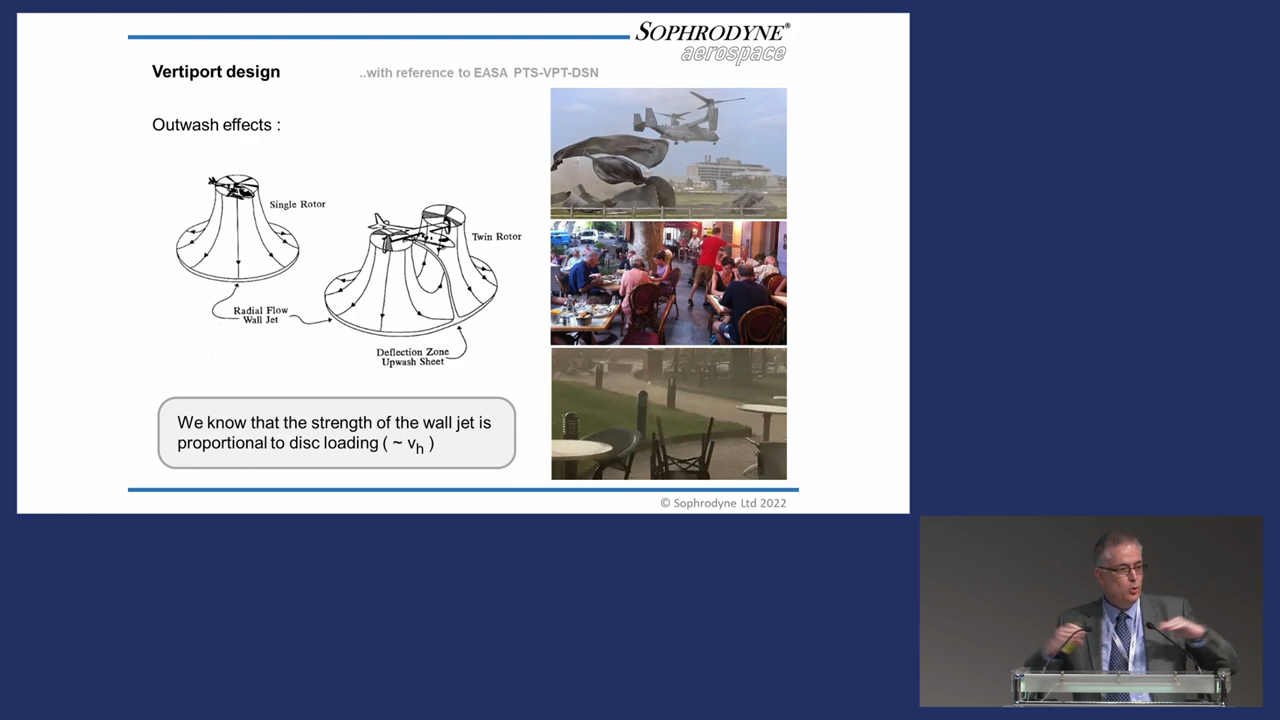 SOPHRODYNE®
aerospace
Vertiport design
..with reference to EASA PTS-VPT-DSN
Outwash effects :
Single Rotor
Twin Rotor
Radial Flow
Wall Jet
Deflection Zone
Upwash Sheet
We know that the strength of the wall jet is
proportional to disc loading ( ~ vh )
© Sophrodyne Ltd 2022